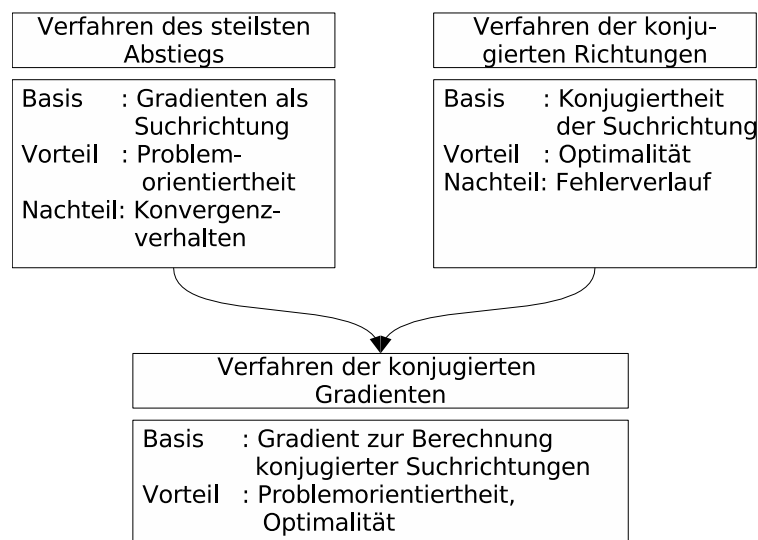 Verfahren des steilsten
Abstiegs
Basis : Gradienten als
Suchrichtung
Vorteil : Problem-
orientiertheit
Nachteil: Konvergenz-
verhalten
Verfahren der konju-
gierten Richtungen
Basis : Konjugiertheit
der Suchrichtung
Vorteil : Optimalität
Nachteil: Fehlerverlauf
Verfahren der konjugierten
Gradienten
Basis : Gradient zur Berechnung
konjugierter Suchrichtungen
Vorteil : Problemorientiertheit,
Optimalität